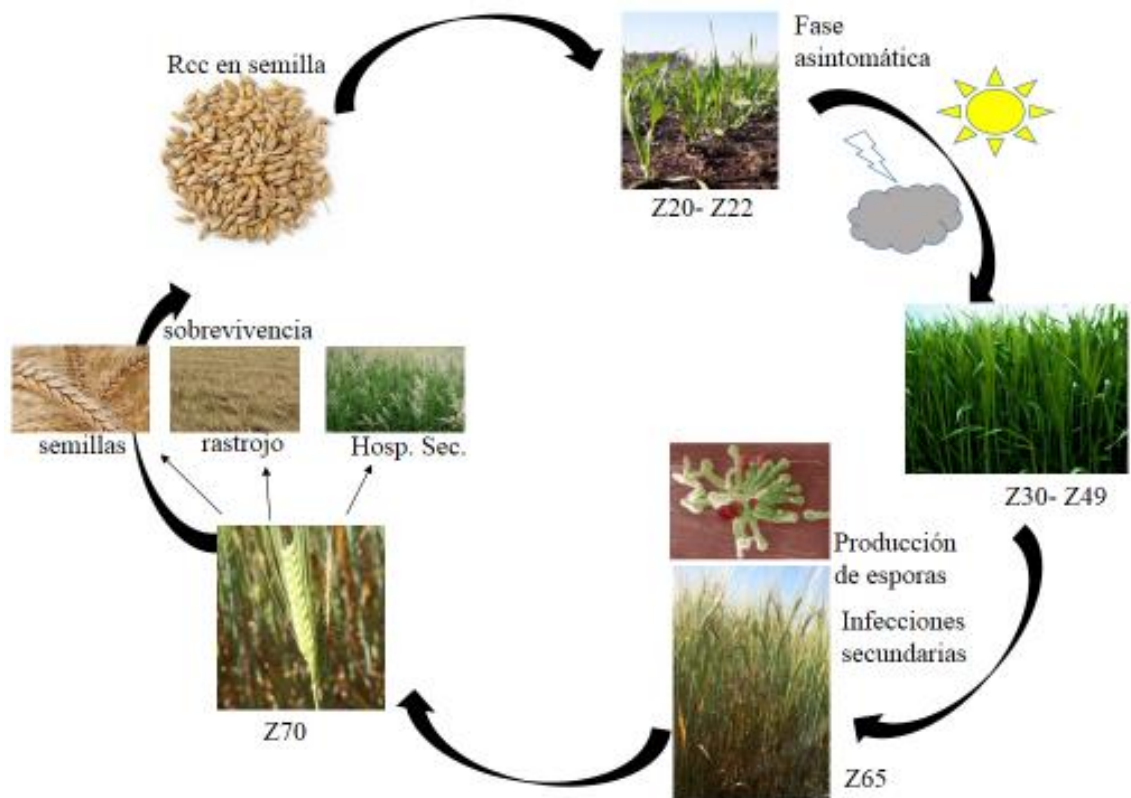 Rcc en semilla
Fase
asintomática
Z20- Z22
Z30- Z49
Producción
de esporas
Infecciones
secundarias
Z65
Z70
sobrevivencia
semillas
rastrojo
Hosp. Sec.